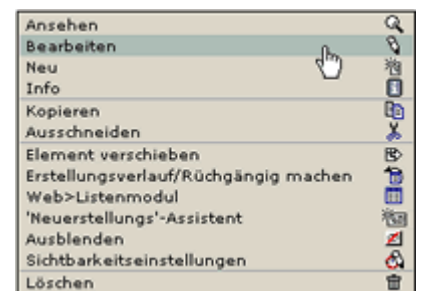 Ansehen
Bearbeiten
Neu
Info
Kopieren
Ausschneiden
Element verschieben
Erstellungsverlauf/Rüchgängig machen
Web>Listenmodul
'Neuerstellungs'-Assistent
Ausblenden
Sichtbarkeitseinstellungen
Löschen